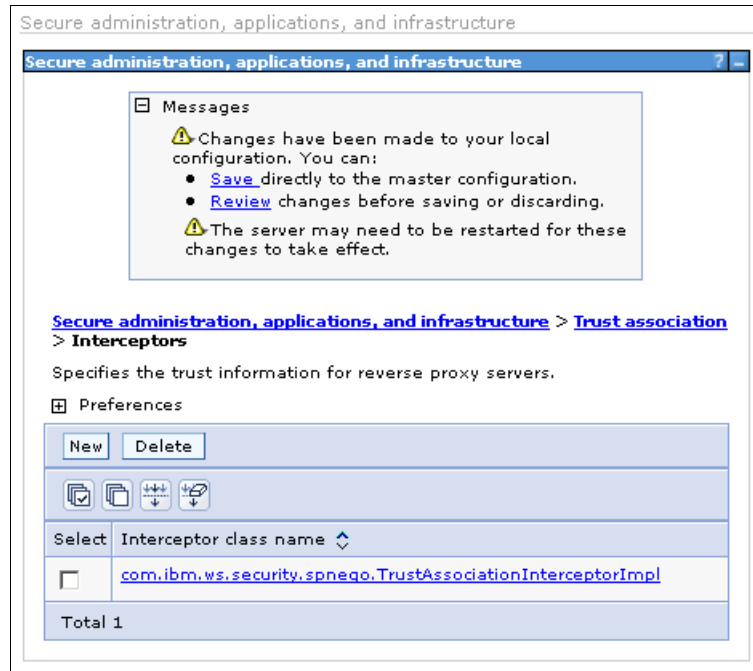 Secure administration, applications, and infrastructure
Secure administration, applications, and infrastructure ? –
Messages
Changes have been made to your local
configuration. You can:
• Save directly to the master configuration.
• Review changes before saving or discarding.
The server may need to be restarted for these
changes to take effect.
Secure administration, applications, and infrastructure > Trust association
> Interceptors
Specifies the trust information for reverse proxy servers.
Preferences
New Delete
Select Interceptor class name
com.ibm.ws.security.spnego.TrustAssociationInterceptorImpl
Total 1